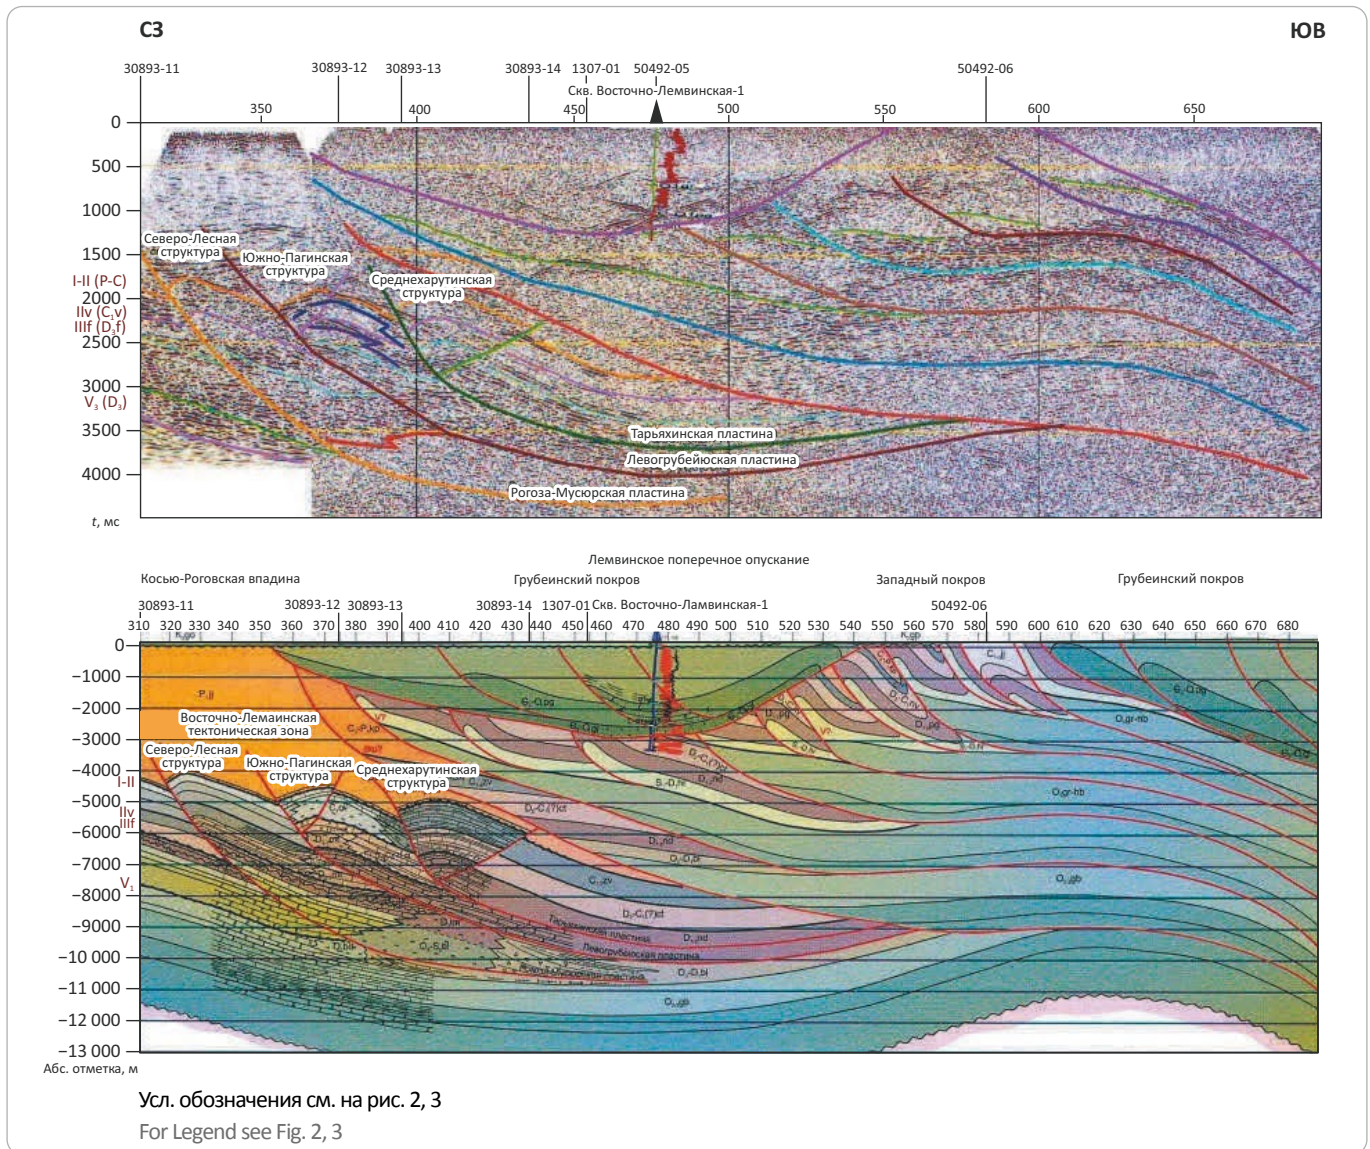 СЗ ЮВ
30893-11 30893-12 30893-13 30893-14 1307-01 50492-05 50492-06
Скв. Восточно-Лемвинская-1
350 400 450 500 550 600 650
0
500
1000
Северо-Лесная
структура
1500
Южно-Пагинская
структура
I-II (P-C)
Среднехарутинская
структура
2000
IIv (C₁v)
IIIf (D₃f)
2500
3000
V₃ (D₃)
3500
Тарьяхинская пластина
Левогрубейюская пластина
4000
Рогоза-Мусюрская пластина
t, мс
Лемвинское поперечное опускание
Косью-Роговская впадина Грубеинский покров Западный покров Грубеинский покров
30893-11 30893-12 30893-13 30893-14 1307-01 Скв. Восточно-Ламвинская-1 50492-06
310 320 330 340 350 360 370 380 390 400 410 420 430 440 450 460 470 480 490 500 510 520 530 540 550 560 570 580 590 600 610 620 630 640 650 660 670 680
0
−1000
−2000
Восточно-Лемаинская
тектоническая зона
−3000
Северо-Лесная
структура
Южно-Пагинская
структура
Среднехарутинская
структура
−4000
I-II
−5000
IIv
IIIf
−6000
−7000
V₁
−8000
−9000
Тарьяхинская пластина
Левогрубеюская пластина
−10 000
−11 000
−12 000
−13 000
Абс. отметка, м
Усл. обозначения см. на рис. 2, 3
For Legend see Fig. 2, 3